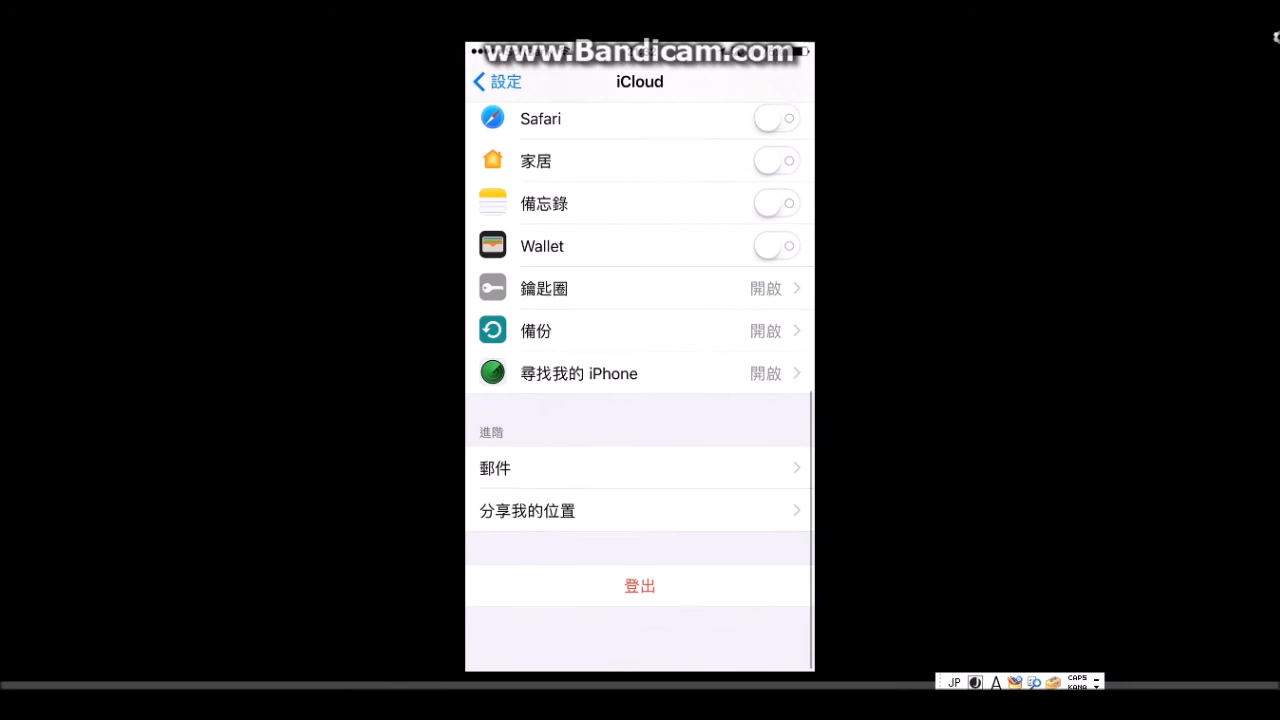 www.Bandicam.com
設定
iCloud
Safari
家居
備忘錄
Wallet
鑰匙圈 開啟
備份 開啟
尋找我的 iPhone 開啟
進階
郵件
分享我的位置
登出
JP A CAPS
KANA